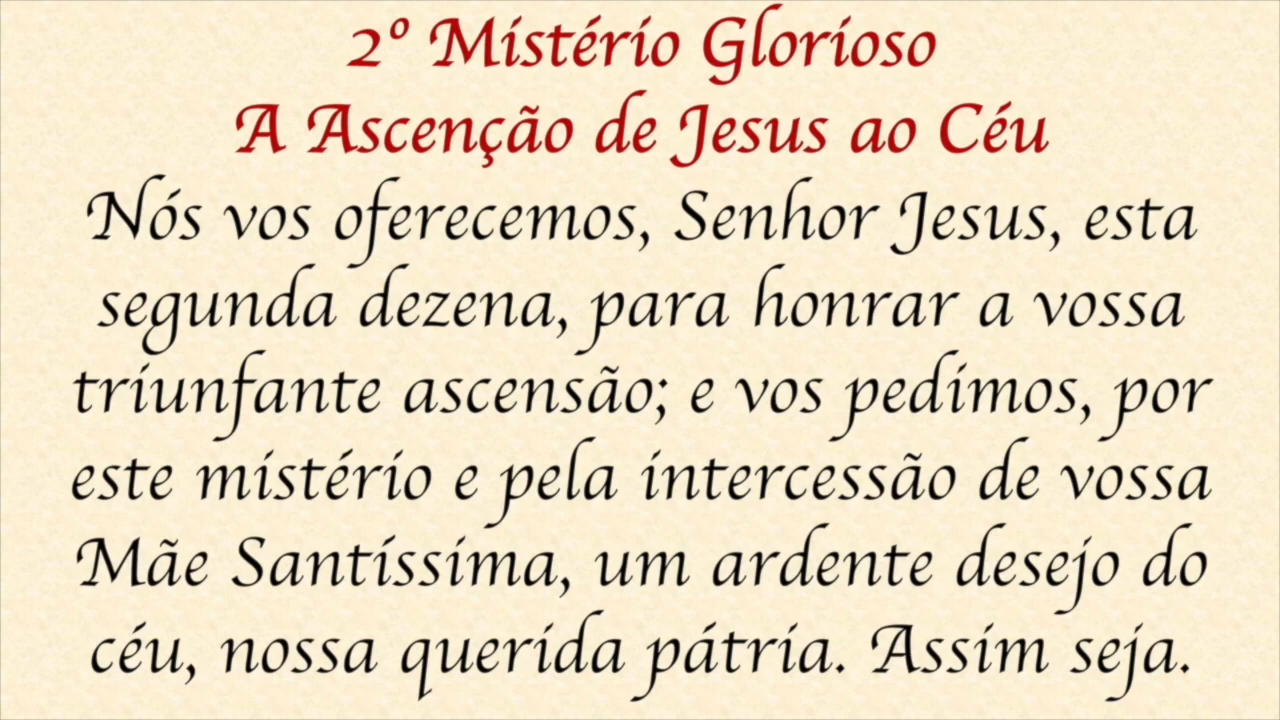 2º Mistério Glorioso
A Ascenção de Jesus ao Céu
Nós vos oferecemos, Senhor Jesus, esta
segunda dezena, para honrar a vossa
triunfante ascensão; e vos pedimos, por
este mistério e pela intercessão de vossa
Mãe Santíssima, um ardente desejo do
céu, nossa querida pátria. Assim seja.